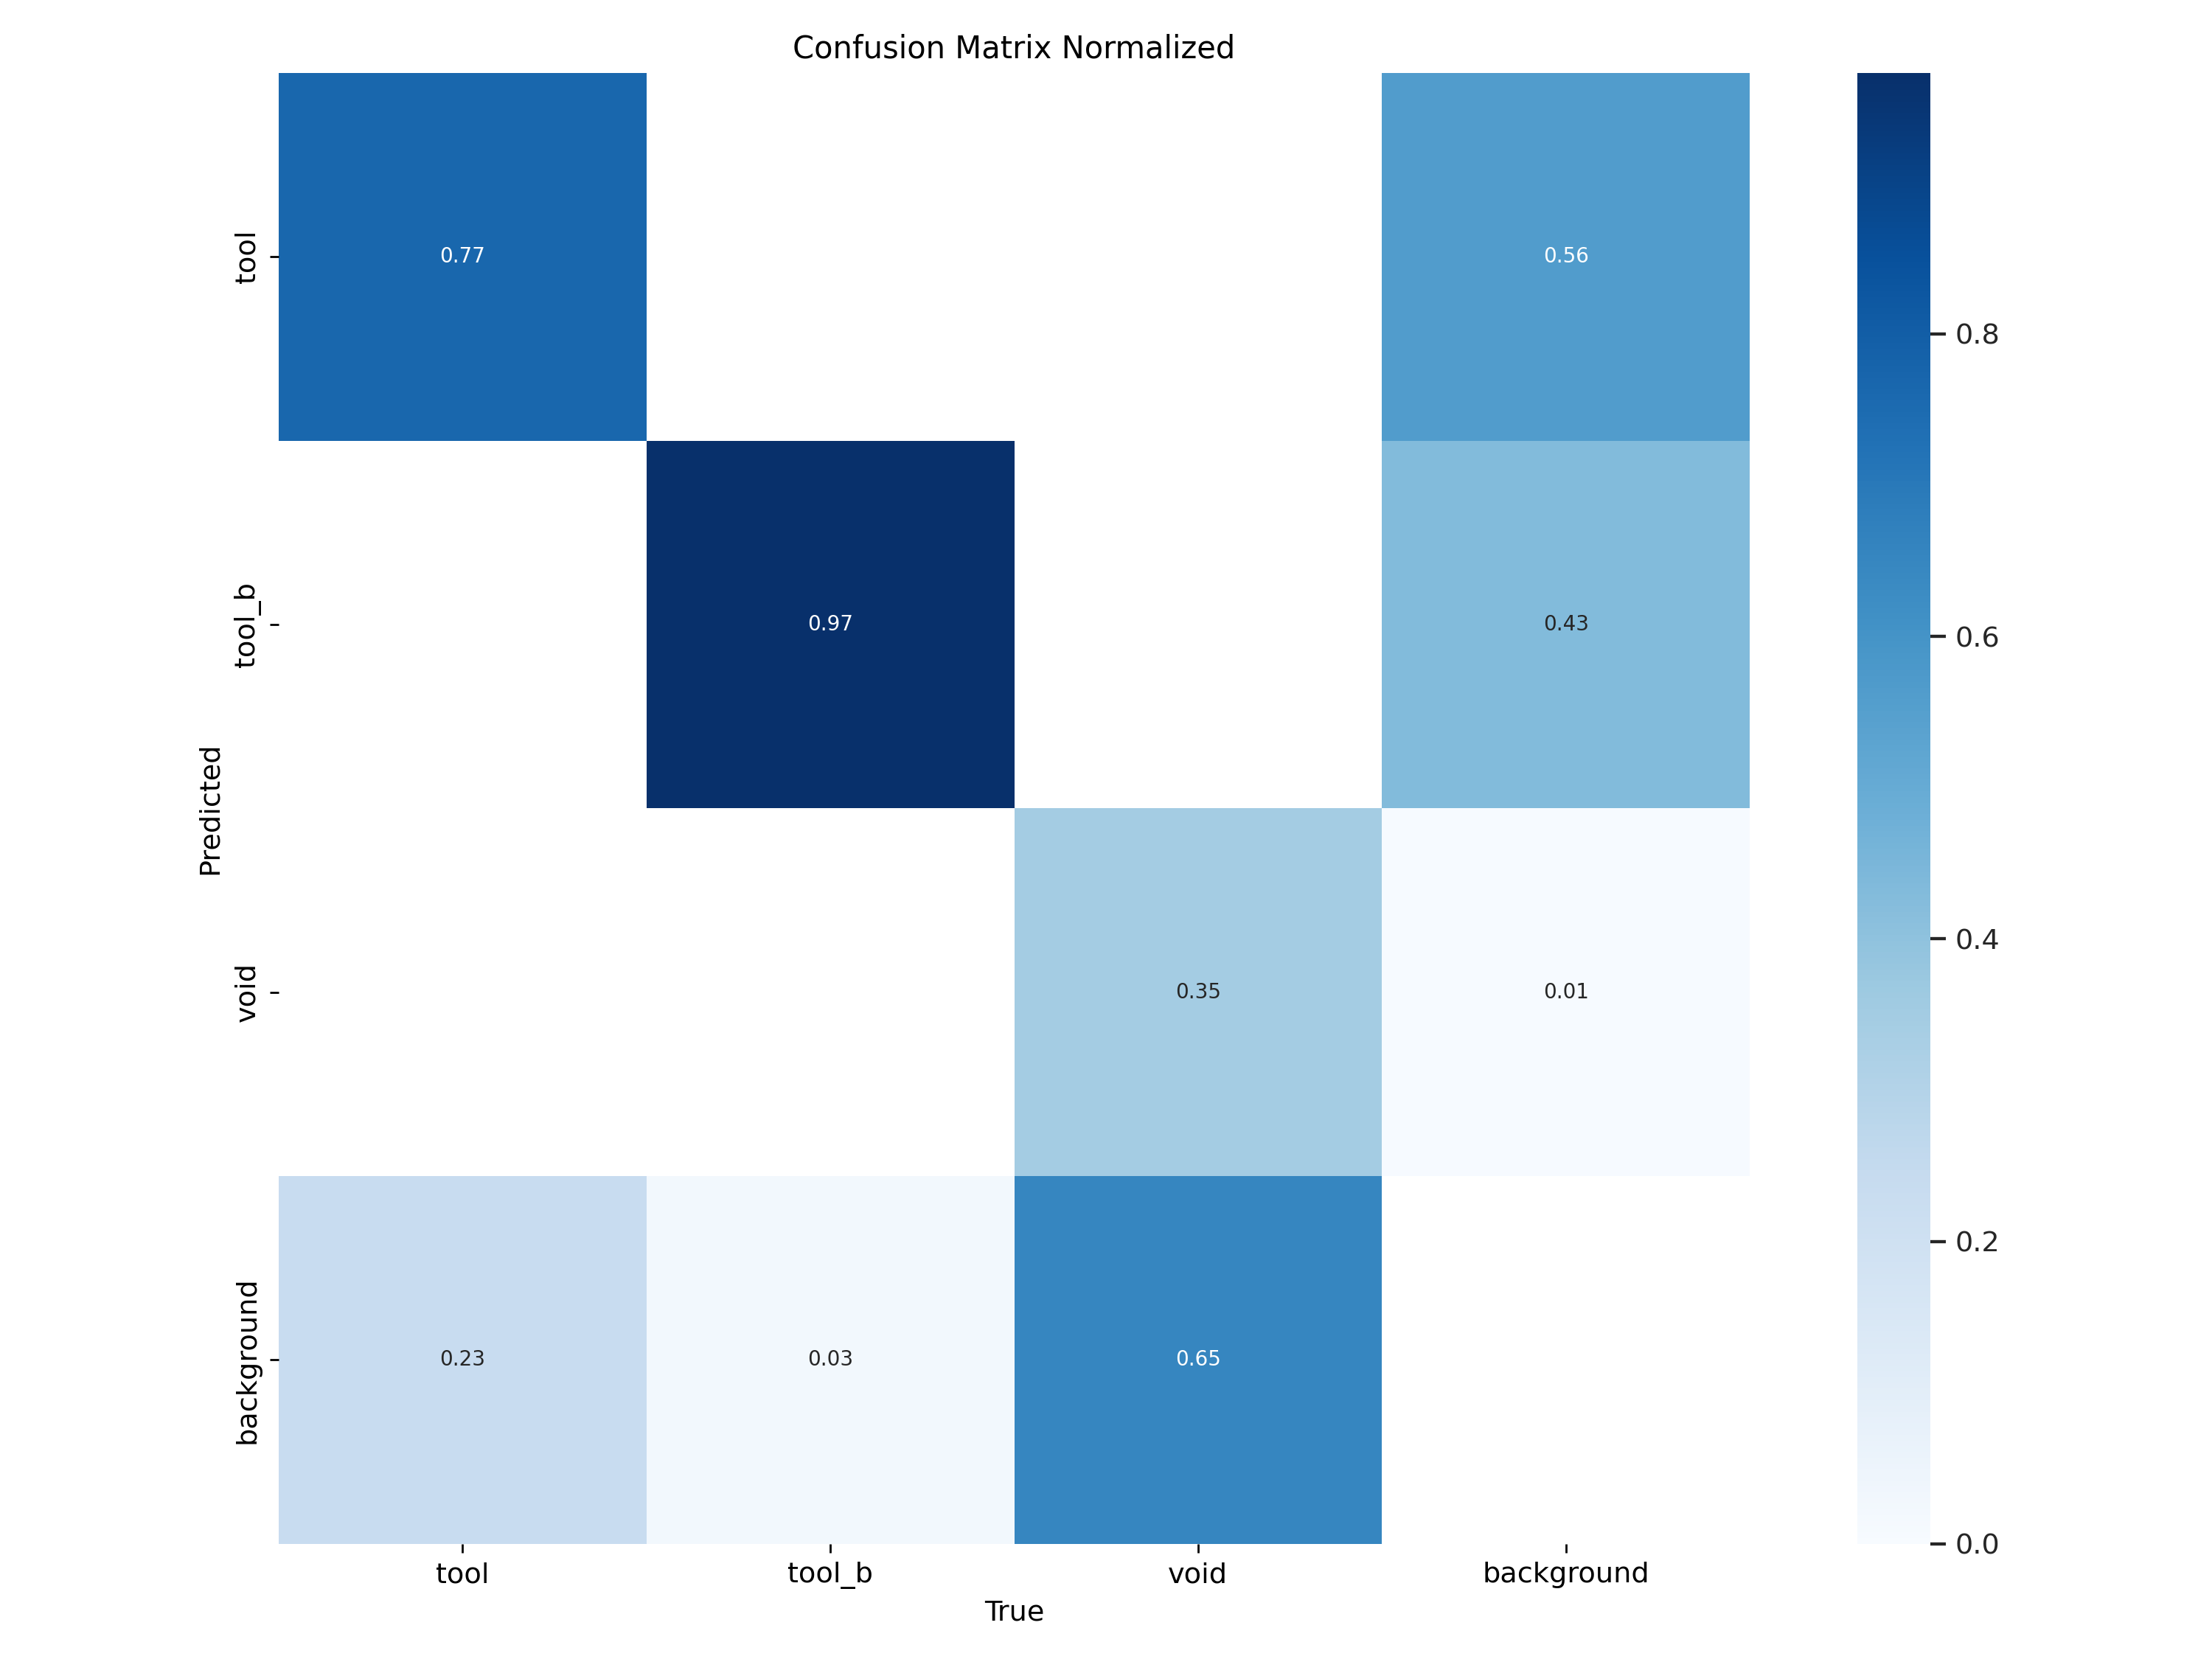 Confusion Matrix Normalized
tool
0.77
0.56
0.8
tool_b
0.97
0.43
0.6
Predicted
void
0.35
0.01
0.4
background
0.23
0.03
0.65
0.2
0.0
tool
tool_b
void
background
True